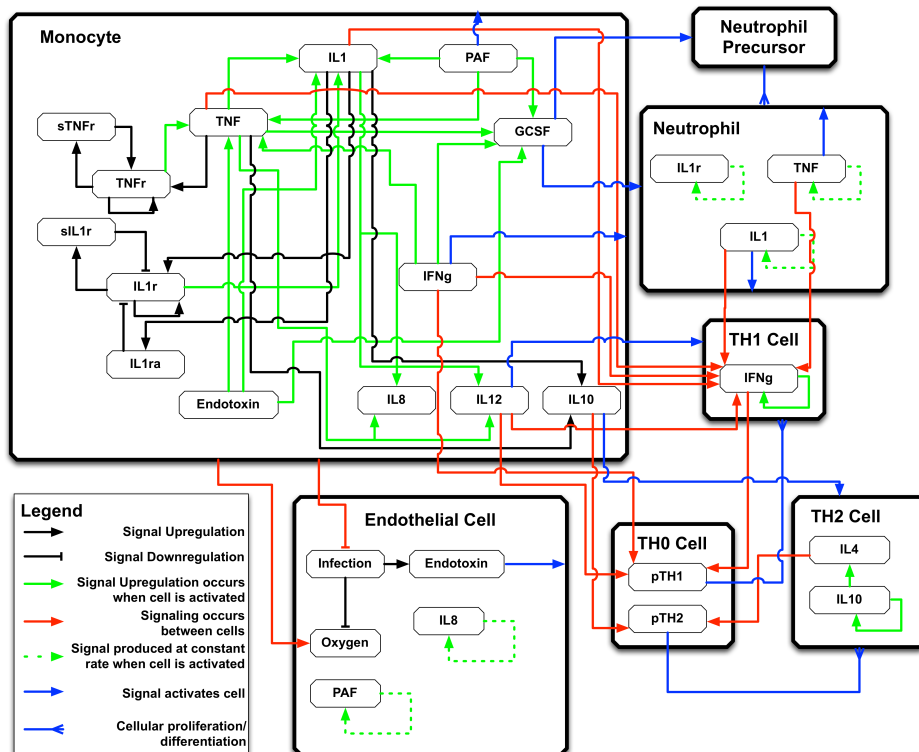 Monocyte
IL1
PAF
sTNFr
TNF
GCSF
TNFr
sIL1r
IL1r
IFNg
IL1ra
Endotoxin
IL8
IL12
IL10
Neutrophil
Precursor
Neutrophil
IL1r
TNF
IL1
TH1 Cell
IFNg
Legend
Signal Upregulation
Signal Downregulation
Signal Upregulation occurs
when cell is activated
Signaling occurs
between cells
Signal produced at constant
rate when cell is activated
Signal activates cell
Cellular proliferation/
differentiation
Endothelial Cell
Infection
Endotoxin
IL8
Oxygen
PAF
TH0 Cell
pTH1
pTH2
TH2 Cell
IL4
IL10